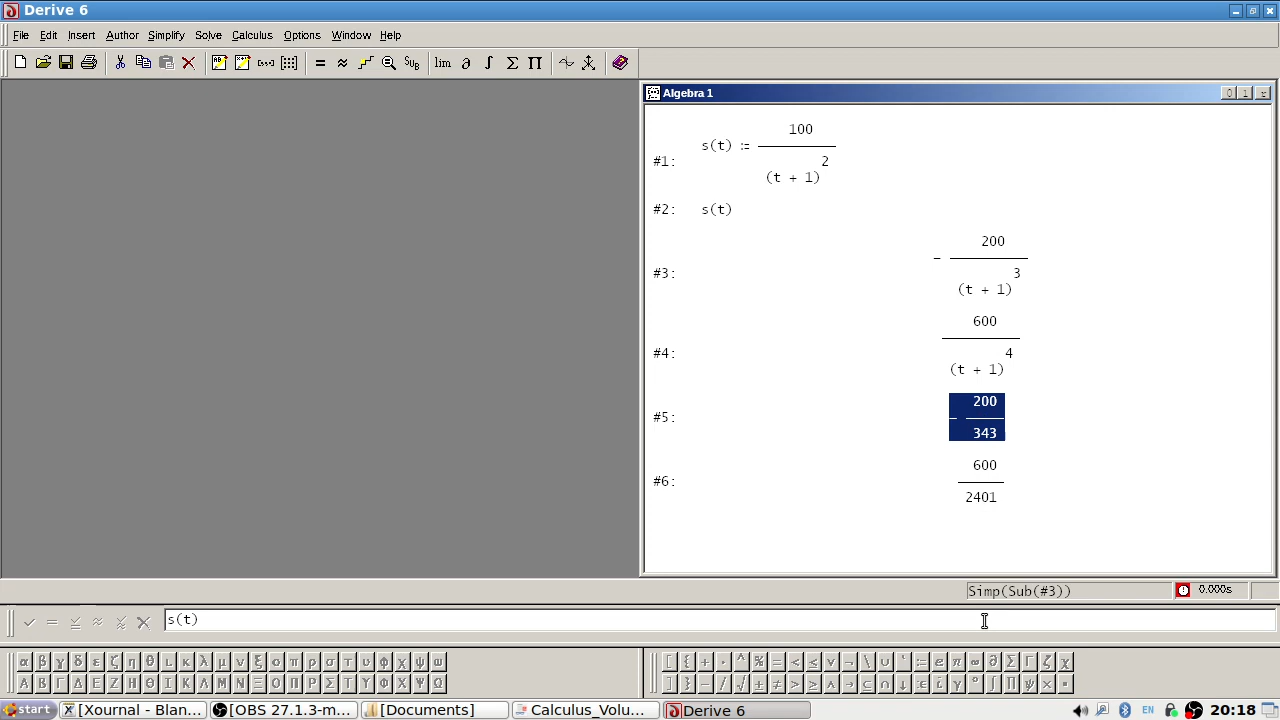 Derive 6
File Edit Insert Author Simplify Solve Calculus Options Window Help
= ≈ SUB lim ∂ ∫ Σ Π
Algebra 1
100
#1: s(t) := 2
(t + 1)
#2: s(t)
200
#3: - 3
(t + 1)
600
#4: 4
(t + 1)
200
#5: -
343
600
#6:
2401
Simp(Sub(#3)) 0.000s
s(t)
α β γ δ ε ζ η θ ι κ λ μ ν ξ ο π ρ σ τ υ φ χ ψ ω
Α Β Γ Δ Ε Ζ Η Θ Ι Κ Λ Μ Ν Ξ Ο Π Ρ Σ Τ Υ Φ Χ Ψ Ω
start [Xournal - Blan... [OBS 27.1.3-m... [Documents] Calculus_Volu... Derive 6 EN 20:18